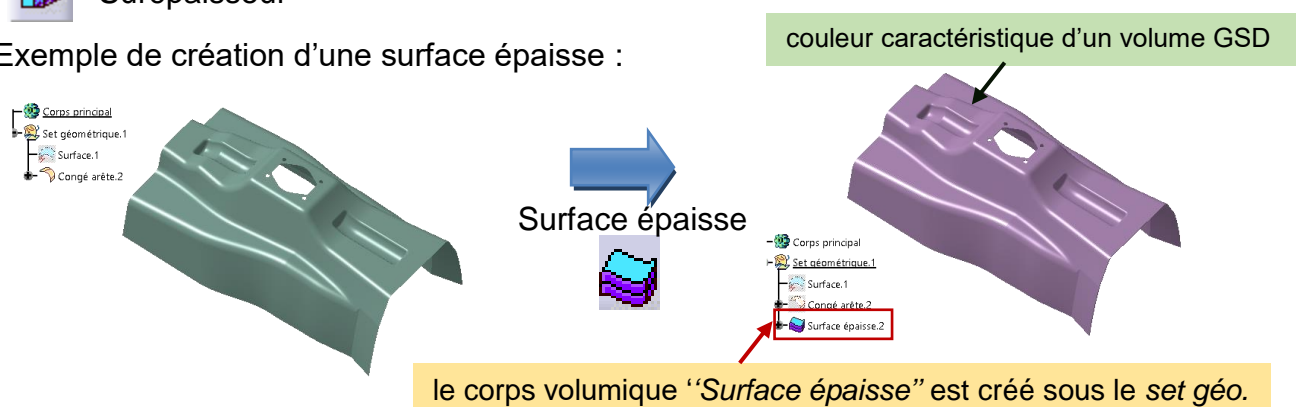 Surépaisseur
Exemple de création d’une surface épaisse :
couleur caractéristique d’un volume GSD
Corps principal
Set géométrique.1
Surface.1
Congé arête.2
Surface épaisse
Corps principal
Set géométrique.1
Surface.1
Congé arête.2
Surface épaisse.2
le corps volumique ‘‘Surface épaisse’’ est créé sous le set géo.